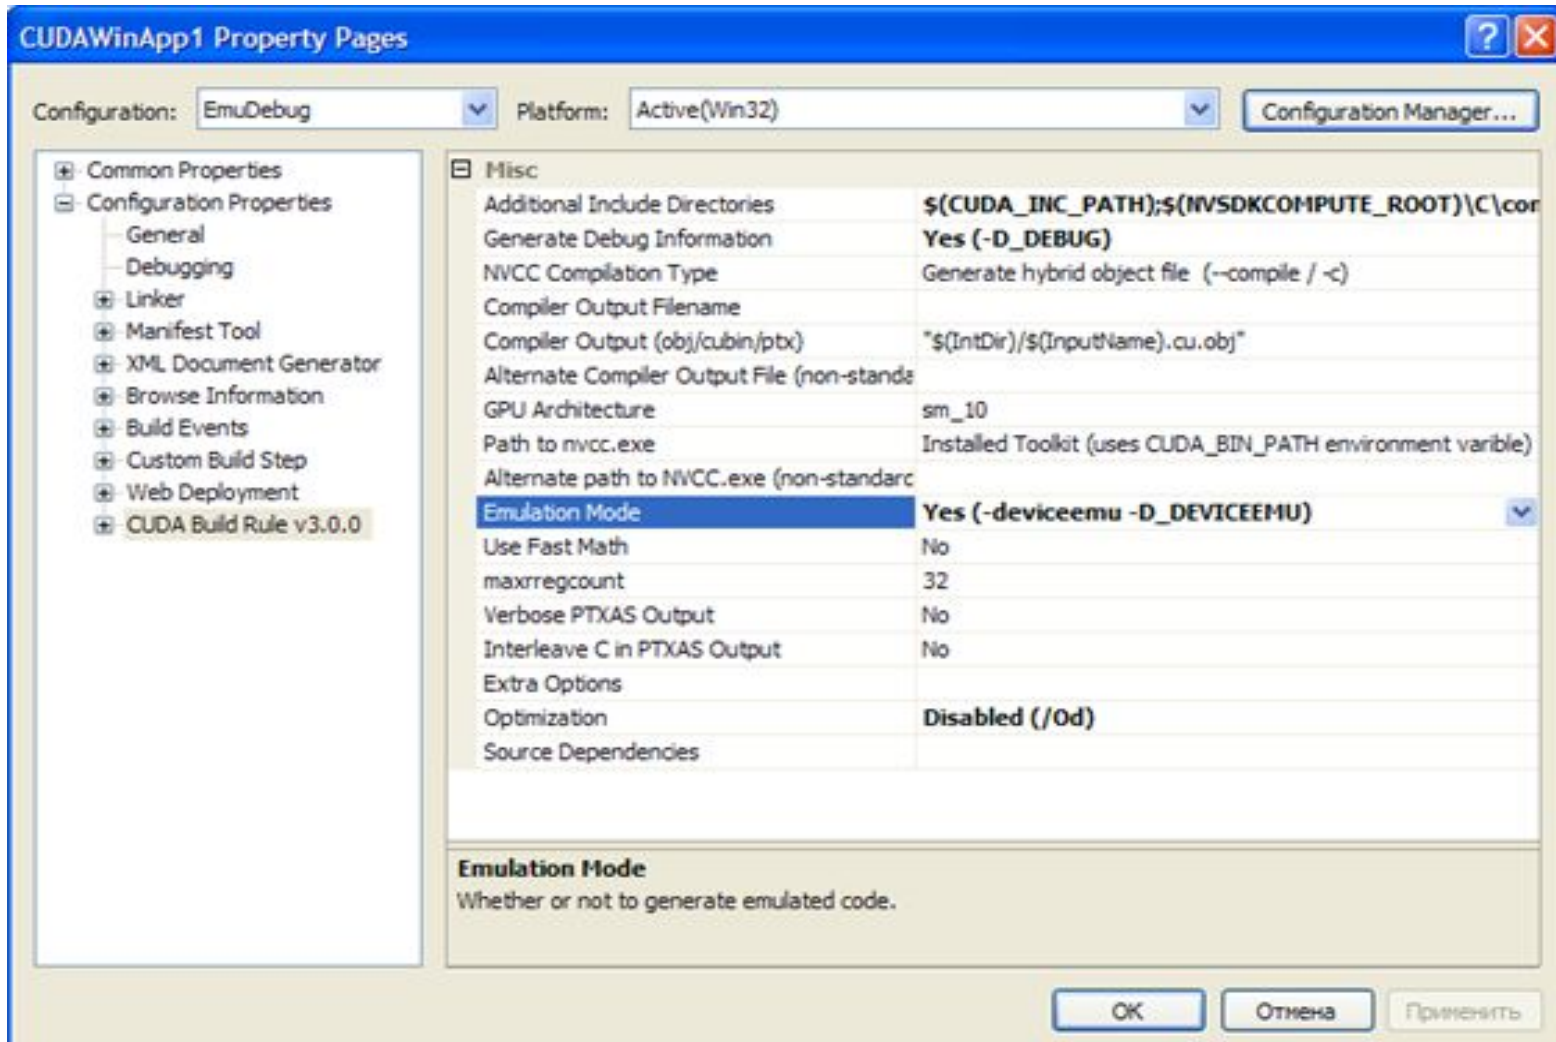 CUDAWinApp1 Property Pages
Configuration: EmuDebug Platform: Active(Win32) Configuration Manager...
Common Properties
Configuration Properties
General
Debugging
Linker
Manifest Tool
XML Document Generator
Browse Information
Build Events
Custom Build Step
Web Deployment
CUDA Build Rule v3.0.0
Misc
Additional Include Directories $(CUDA_INC_PATH);$(NVSDKCOMPUTE_ROOT)\C\cor
Generate Debug Information Yes (-D_DEBUG)
NVCC Compilation Type Generate hybrid object file (--compile / -c)
Compiler Output Filename
Compiler Output (obj/cubin/ptx) "$(IntDir)/$(InputName).cu.obj"
Alternate Compiler Output File (non-standa
GPU Architecture sm_10
Path to nvcc.exe Installed Toolkit (uses CUDA_BIN_PATH environment varible)
Alternate path to NVCC.exe (non-standarc
Emulation Mode Yes (-deviceemu -D_DEVICEEMU)
Use Fast Math No
maxrregcount 32
Verbose PTXAS Output No
Interleave C in PTXAS Output No
Extra Options
Optimization Disabled (/Od)
Source Dependencies
Emulation Mode
Whether or not to generate emulated code.
OK Отмена Применить